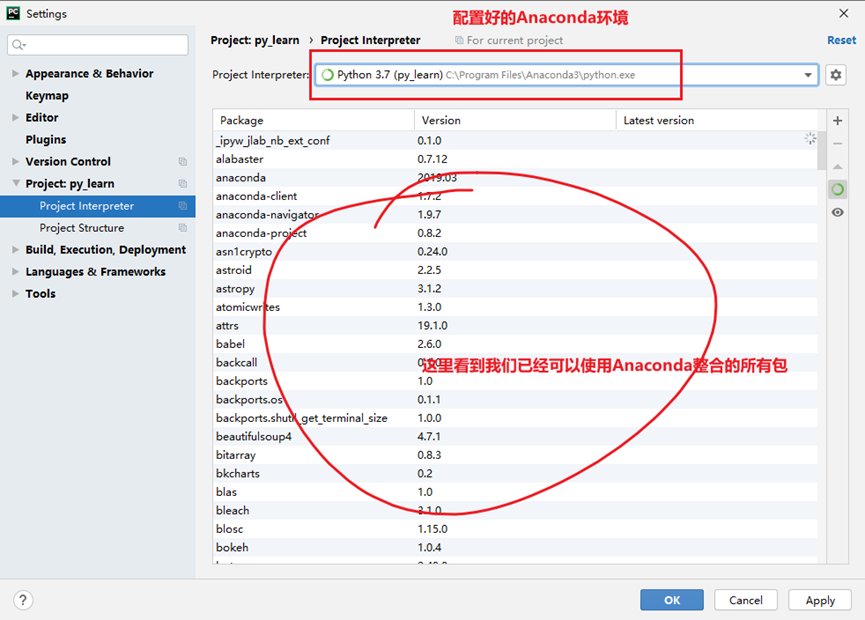 Settings
配置好的Anaconda环境
Project: py_learn › Project Interpreter For current project Reset
Project Interpreter: Python 3.7 (py_learn) C:\Program Files\Anaconda3\python.exe
Appearance & Behavior
Keymap
Editor
Plugins
Version Control
Project: py_learn
Project Interpreter
Project Structure
Build, Execution, Deployment
Languages & Frameworks
Tools
Package Version Latest version
_ipyw_jlab_nb_ext_conf 0.1.0
alabaster 0.7.12
anaconda 2019.03
anaconda-client 1.7.2
anaconda-navigator 1.9.7
anaconda-project 0.8.2
asn1crypto 0.24.0
astroid 2.2.5
astropy 3.1.2
atomicwrites 1.3.0
attrs 19.1.0
babel 2.6.0
backcall
这里看到我们已经可以使用Anaconda整合的所有包
backports 1.0
backports.os 0.1.1
backports.shutil_get_terminal_size 1.0.0
beautifulsoup4 4.7.1
bitarray 0.8.3
bkcharts 0.2
blas 1.0
bleach 3.1.0
blosc 1.15.0
bokeh 1.0.4
? OK Cancel Apply